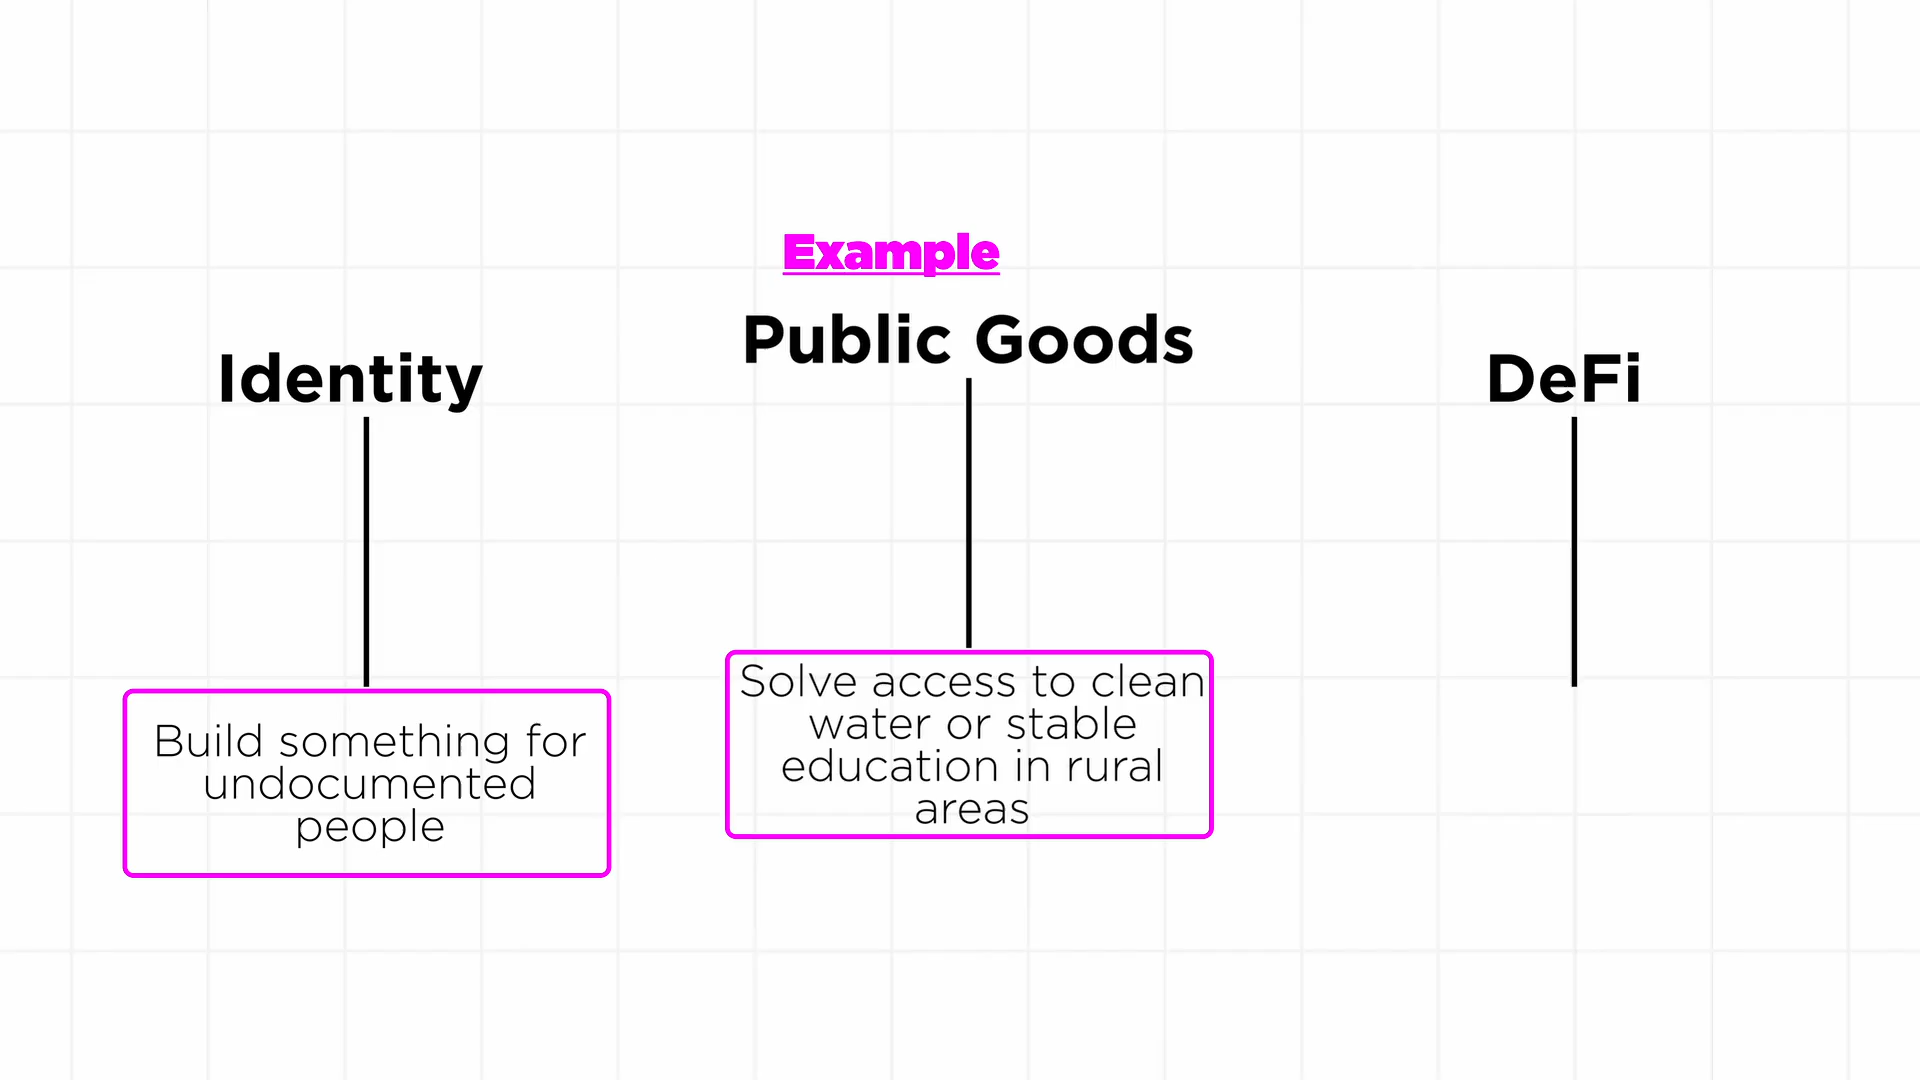 Example
Identity
Public Goods
DeFi
Build something for
undocumented
people
Solve access to clean
water or stable
education in rural
areas